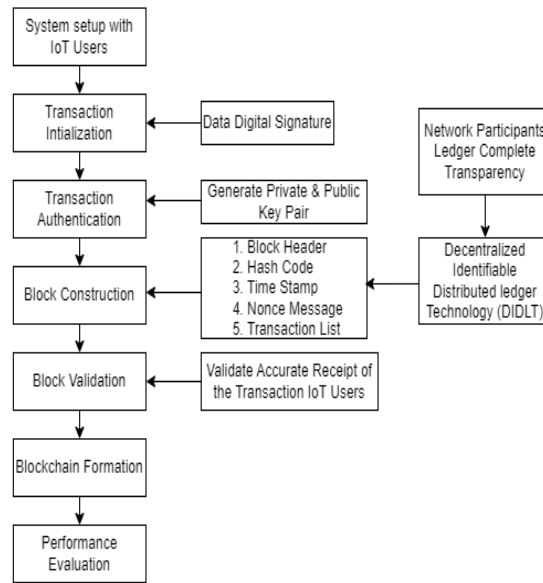 System setup with
IoT Users
Transaction
Intialization
Data Digital Signature
Network Participants
Ledger Complete
Transparency
Transaction
Authentication
Generate Private & Public
Key Pair
Block Construction
1. Block Header
2. Hash Code
3. Time Stamp
4. Nonce Message
5. Transaction List
Decentralized
Identifiable
Distributed ledger
Technology (DIDLT)
Block Validation
Validate Accurate Receipt of
the Transaction IoT Users
Blockchain Formation
Performance
Evaluation